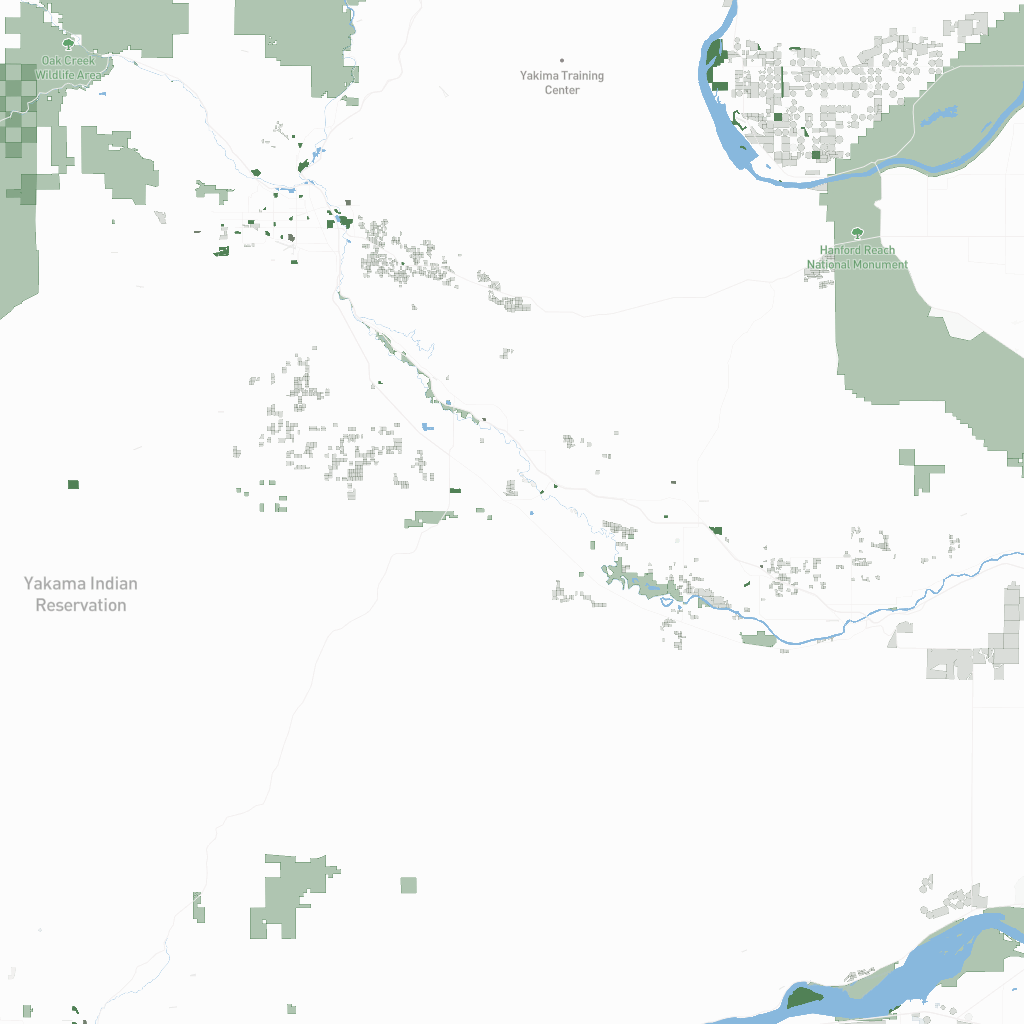 Oak Creek
Wildlife Area
Yakima Training
Center
Hanford Reach
National Monument
Yakama Indian
Reservation